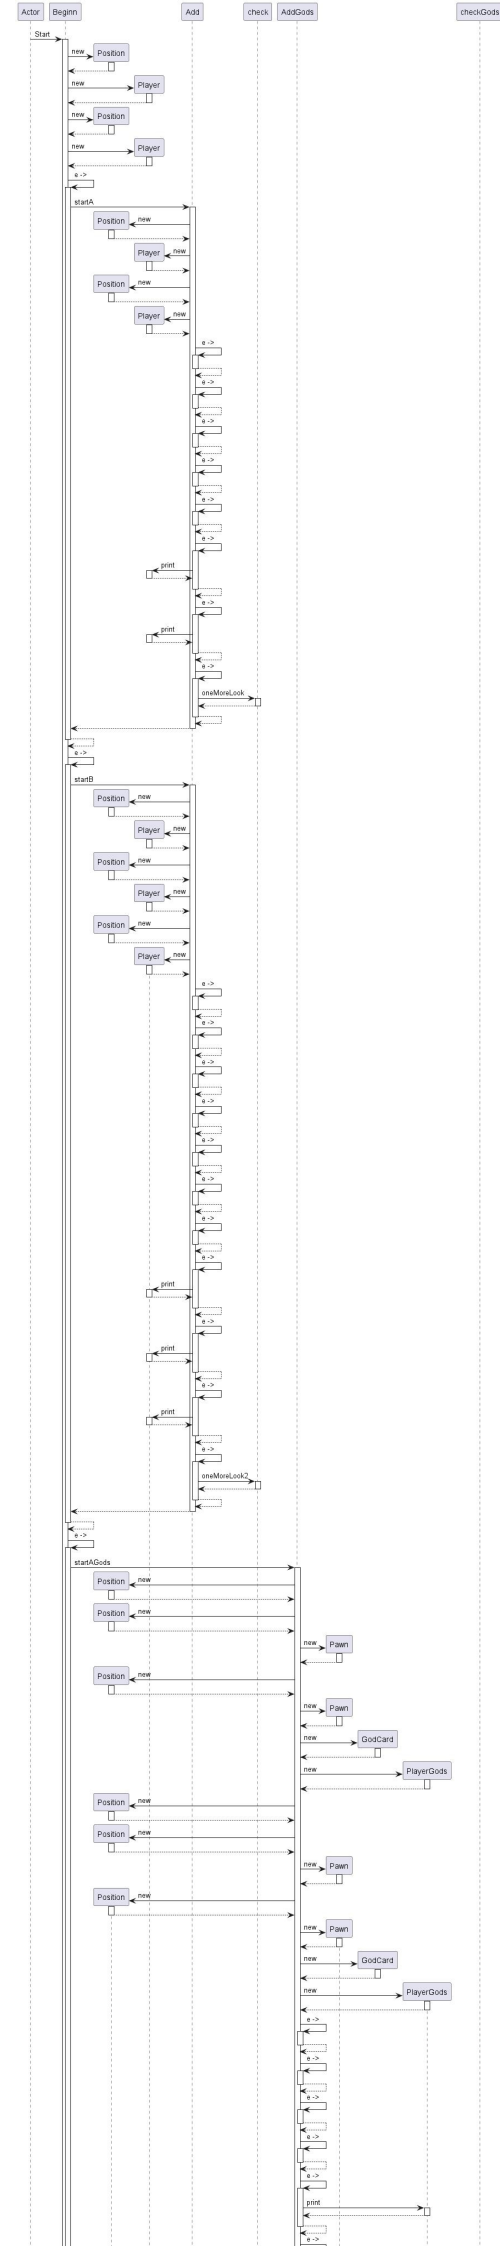 Actor Beginn Add check AddGods checkGods
Start
new Position
new Player
new Position
new Player
e ->
startA
Position new
Player new
Position new
Player new
e ->
e ->
e ->
e ->
e ->
e ->
print
e ->
print
e ->
oneMoreLook
e ->
startB
Position new
Player new
Position new
Player new
Position new
Player new
e ->
e ->
e ->
e ->
e ->
e ->
e ->
e ->
print
e ->
print
e ->
print
e ->
oneMoreLook2
e ->
startAGods
Position new
Position new
new Pawn
Position new
new Pawn
new GodCard
new PlayerGods
Position new
Position new
new Pawn
Position new
new Pawn
new GodCard
new PlayerGods
e ->
e ->
e ->
e ->
e ->
print
e ->